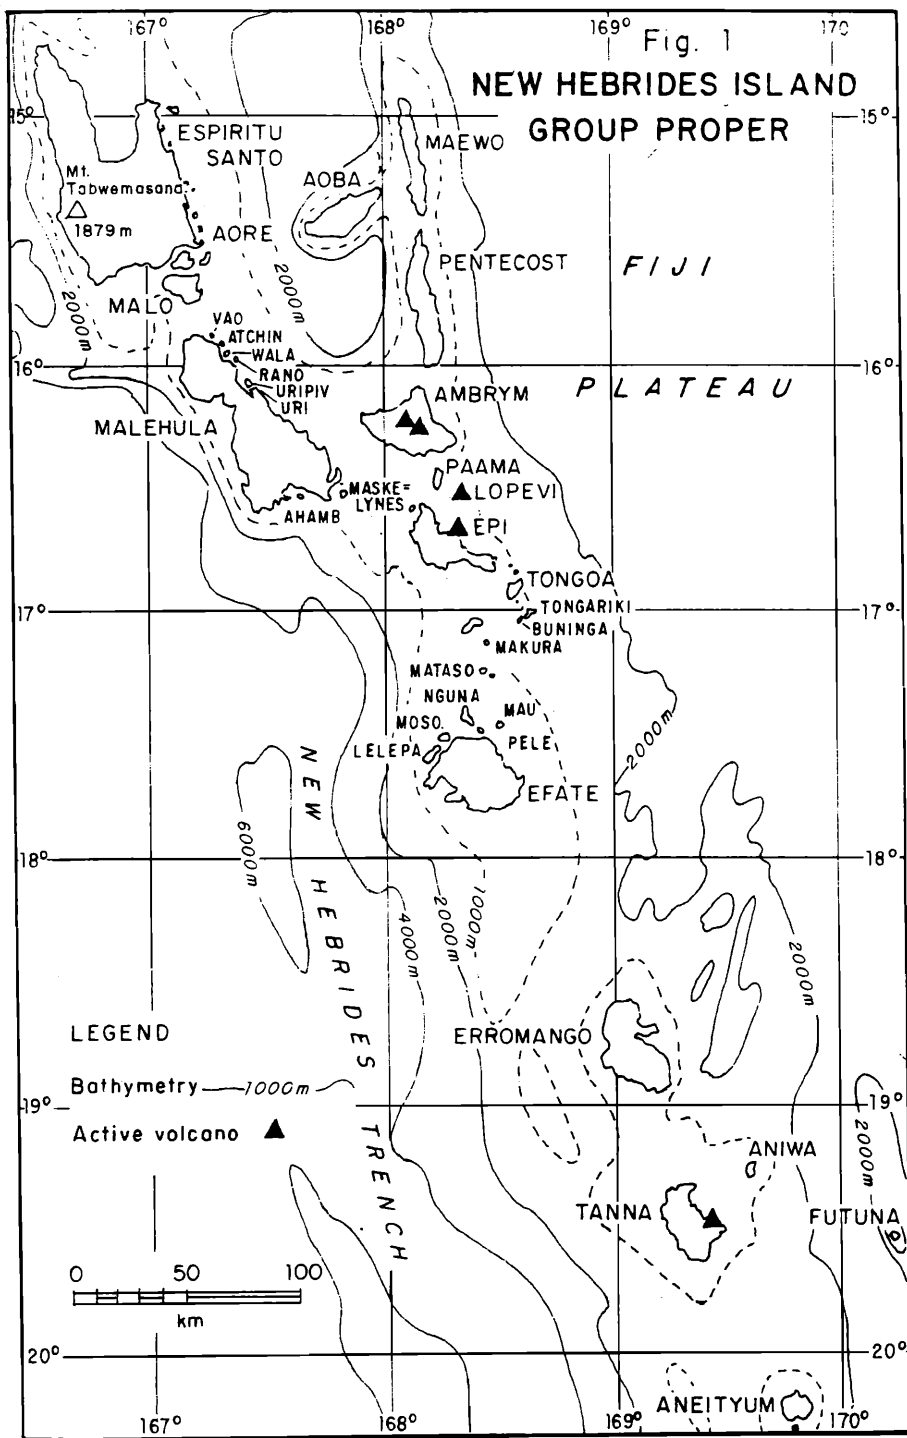 167° 168° 169° 170
Fig. 1
NEW HEBRIDES ISLAND
GROUP PROPER
15°
15°
ESPIRITU
SANTO
MAEWO
Mt.
Tabwemasana
1879m
AOBA
AORE
2000m
2000m
PENTECOST
FIJI
MALO
VAO
ATCHIN
WALA
RANO
URIPIV
URI
16°
16°
PLATEAU
AMBRYM
MALEHULA
PAAMA
LOPEVI
MASKE=
LYNES
AHAMB
EPI
TONGOA
17°
17°
TONGARIKI
BUNINGA
MAKURA
MATASO
NGUNA
MAU
MOSO
PELE
LELEPA
2000m
EFATE
NEW HEBRIDES TRENCH
6000m
18°
18°
1000m
2000m
4000m
2000m
LEGEND
ERROMANGO
Bathymetry 1000m
19°
19°
Active volcano
2000m
ANIWA
TANNA
FUTUNA
0 50 100
km
20°
20°
ANEITYUM
167° 168° 169° 170°